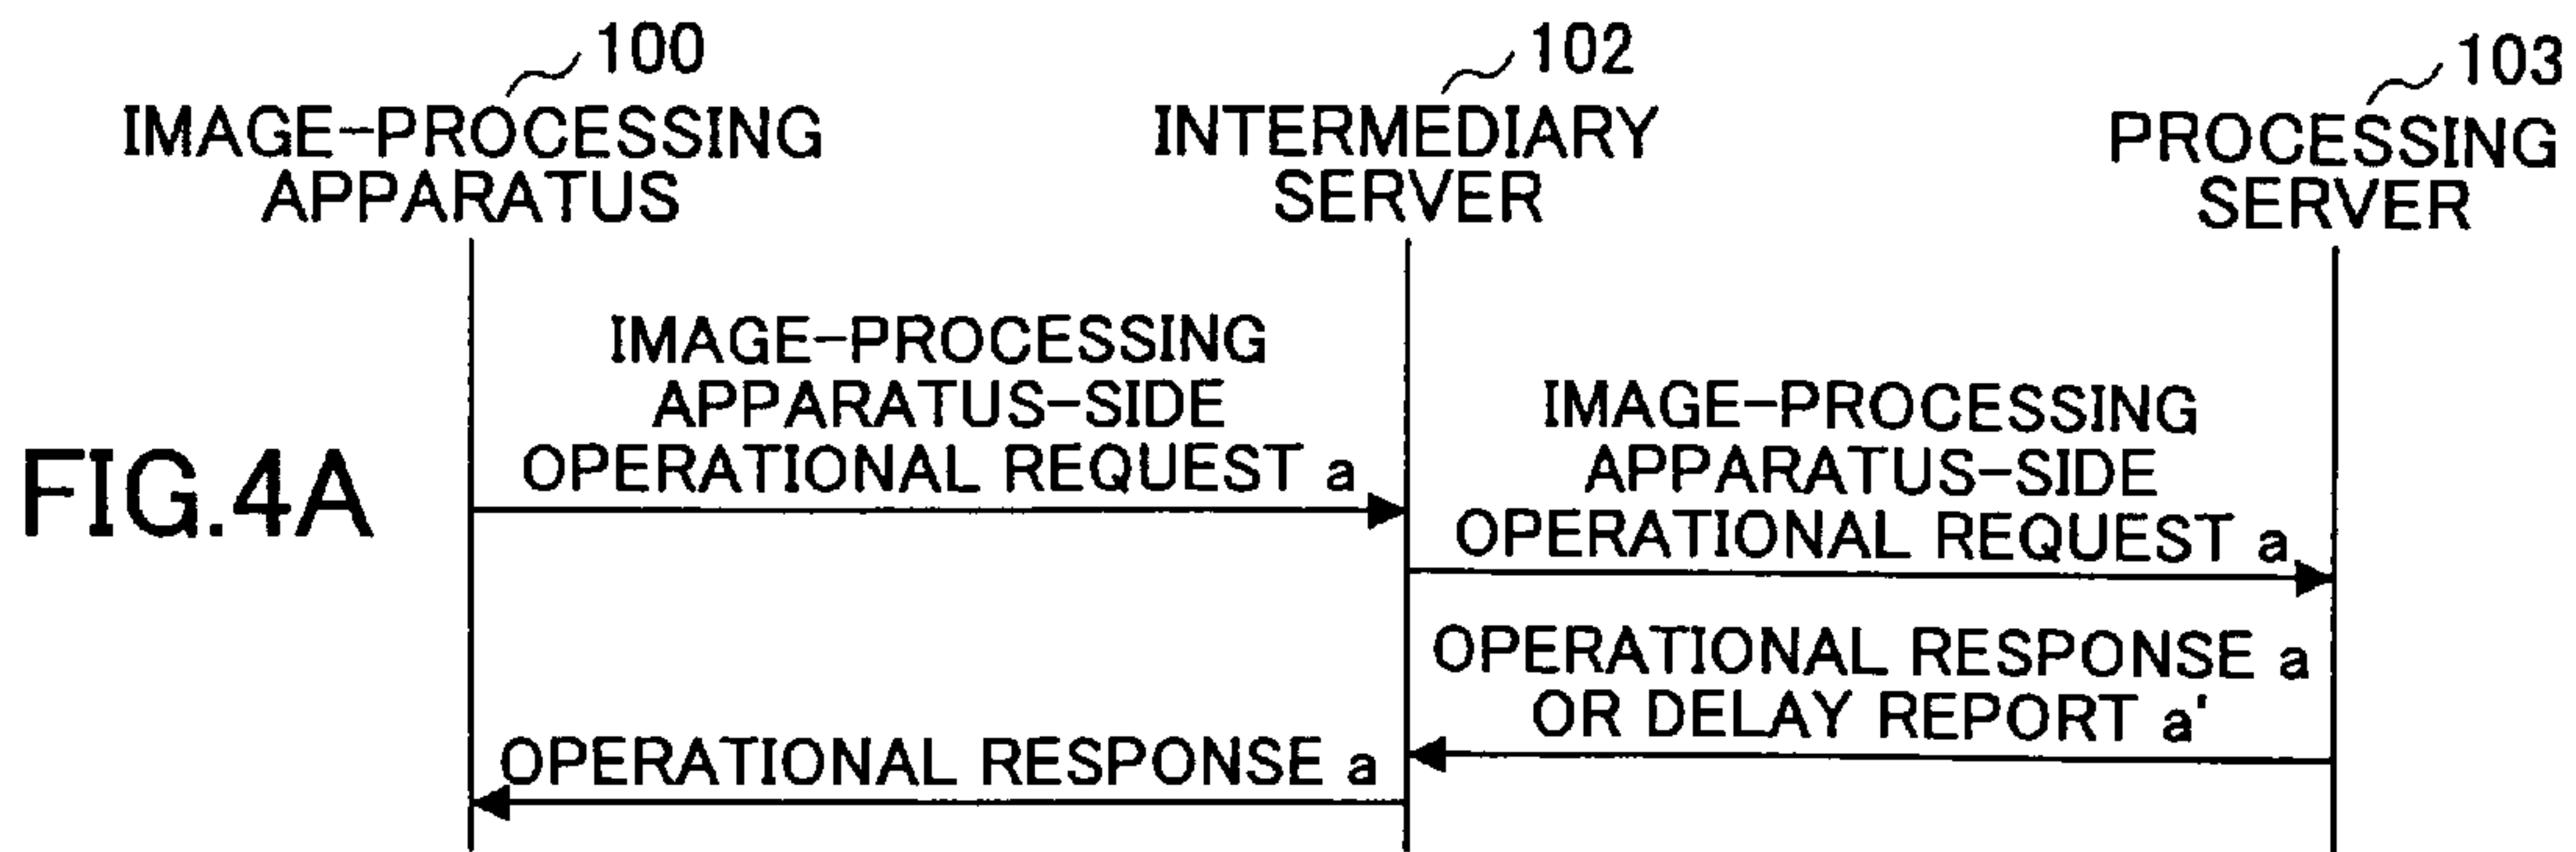 100
IMAGE-PROCESSING
APPARATUS
102
INTERMEDIARY
SERVER
103
PROCESSING
SERVER
FIG.4A
IMAGE-PROCESSING
APPARATUS-SIDE
OPERATIONAL REQUEST a
IMAGE-PROCESSING
APPARATUS-SIDE
OPERATIONAL REQUEST a
OPERATIONAL RESPONSE a
OR DELAY REPORT a'
OPERATIONAL RESPONSE a